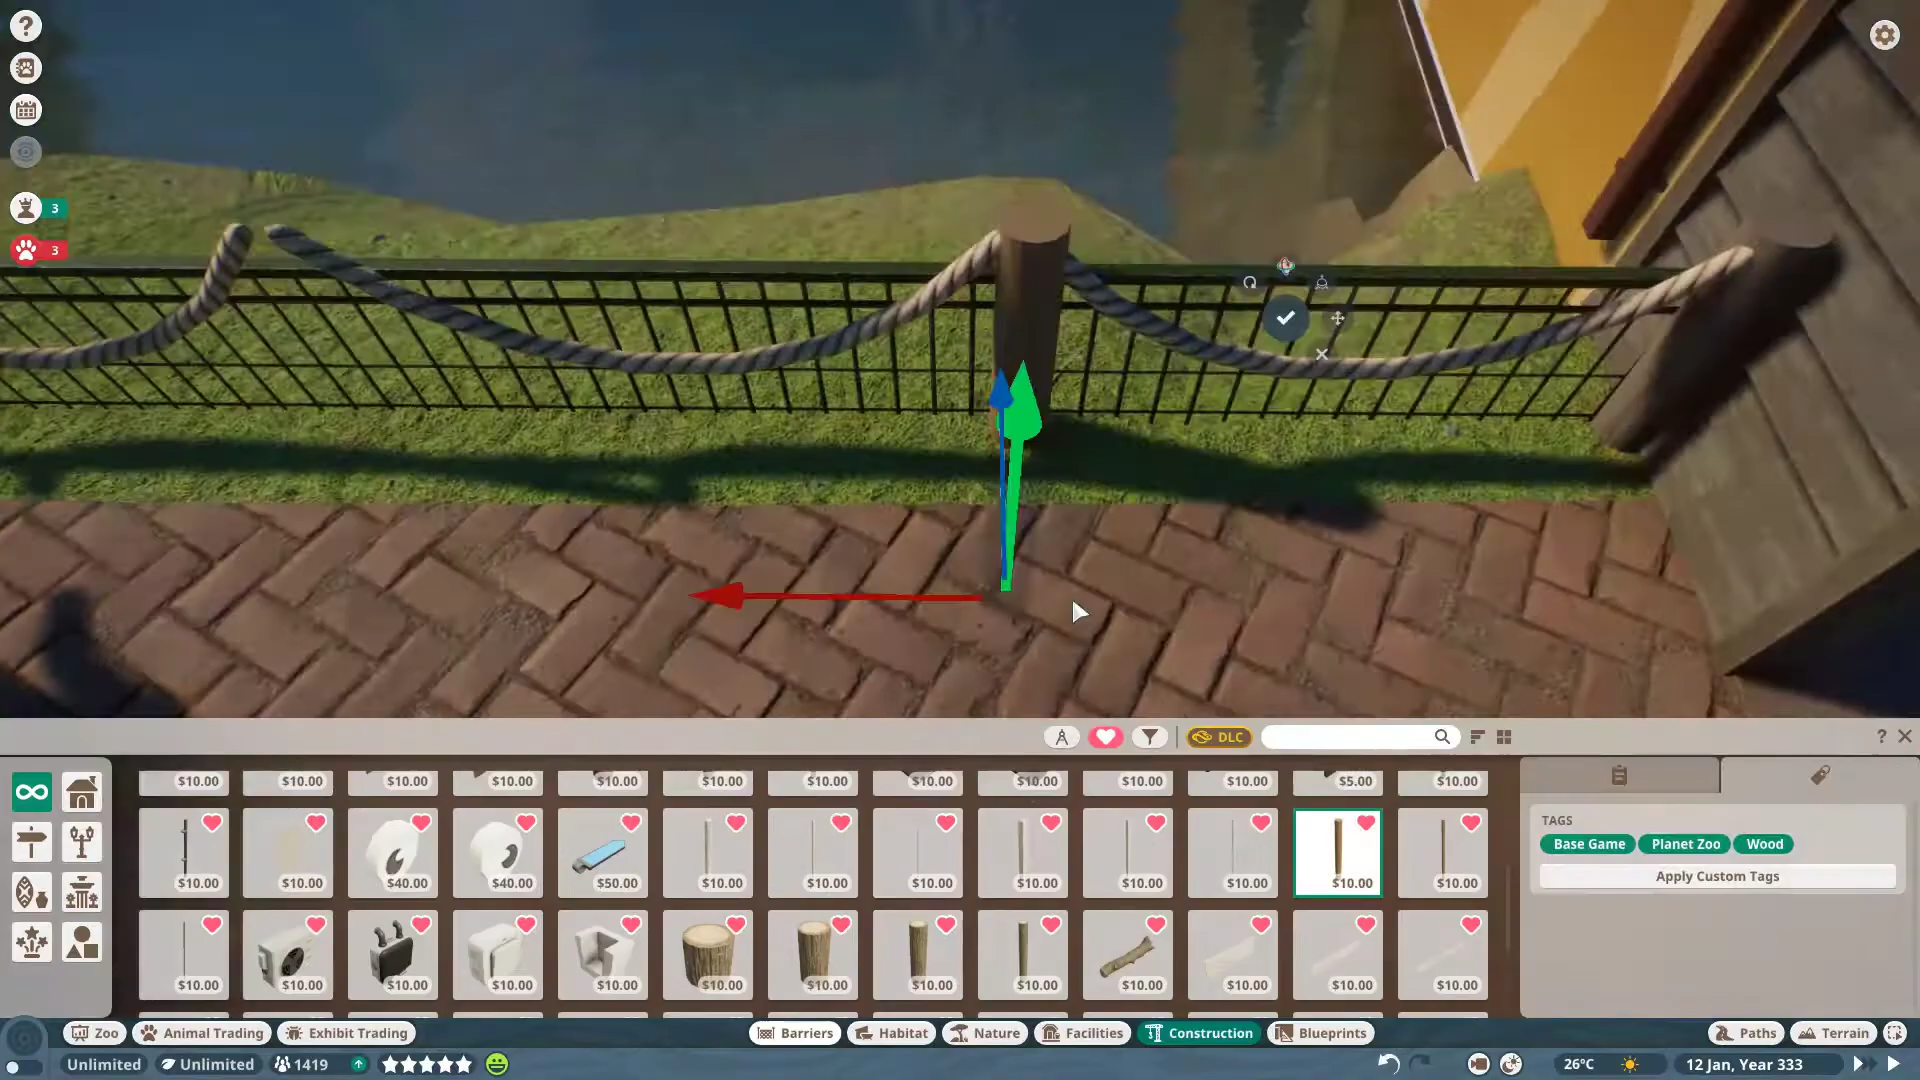 ?
3
3
DLC
?
$10.00 $10.00 $10.00 $10.00 $10.00 $10.00 $10.00 $10.00 $10.00 $10.00 $10.00 $5.00 $10.00
TAGS
Base Game Planet Zoo Wood
Apply Custom Tags
$10.00 $10.00 $40.00 $40.00 $50.00 $10.00 $10.00 $10.00 $10.00 $10.00 $10.00 $10.00 $10.00
$10.00 $10.00 $10.00 $10.00 $10.00 $10.00 $10.00 $10.00 $10.00 $10.00 $10.00 $10.00 $10.00
Zoo Animal Trading Exhibit Trading Barriers Habitat Nature Facilities Construction Blueprints Paths Terrain
Unlimited Unlimited 1419 26°C 12 Jan, Year 333